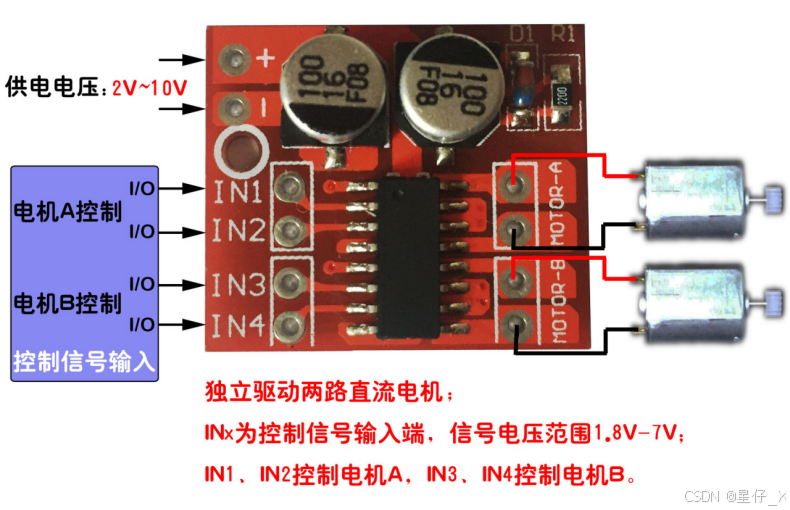 供电电压：2V~10V
+
-
100
16
F08
100
16
F08
D1
R1
2200
电机A控制
I/O
I/O
IN1
IN2
MOTOR-A
电机B控制
I/O
I/O
IN3
IN4
MOTOR-B
控制信号输入
独立驱动两路直流电机；
INx为控制信号输入端，信号电压范围1.8V-7V；
IN1、IN2控制电机A，IN3、IN4控制电机B。
CSDN @星仔_X